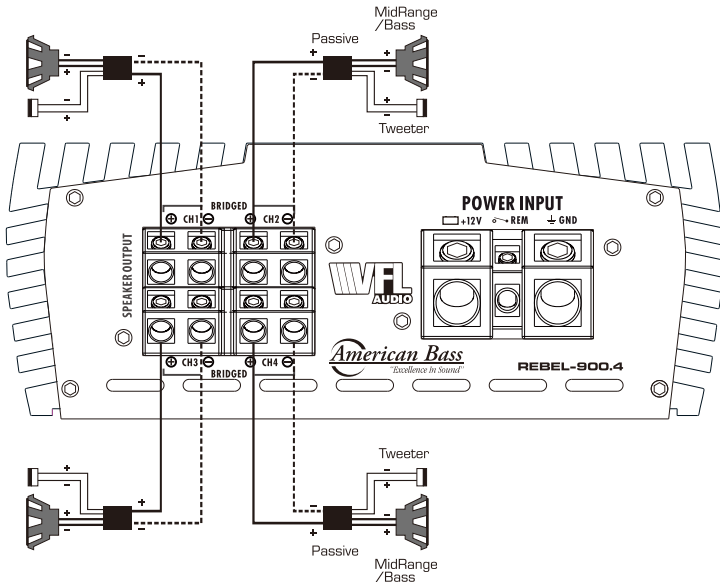 MidRange
/Bass
Passive
Tweeter
BRIDGED
CH1 CH2
SPEAKER OUTPUT
POWER INPUT
+12V REM GND
VFL
AUDIO
American Bass
"Excellence In Sound"
REBEL-900.4
CH3 CH4
BRIDGED
Tweeter
Passive
MidRange
/Bass